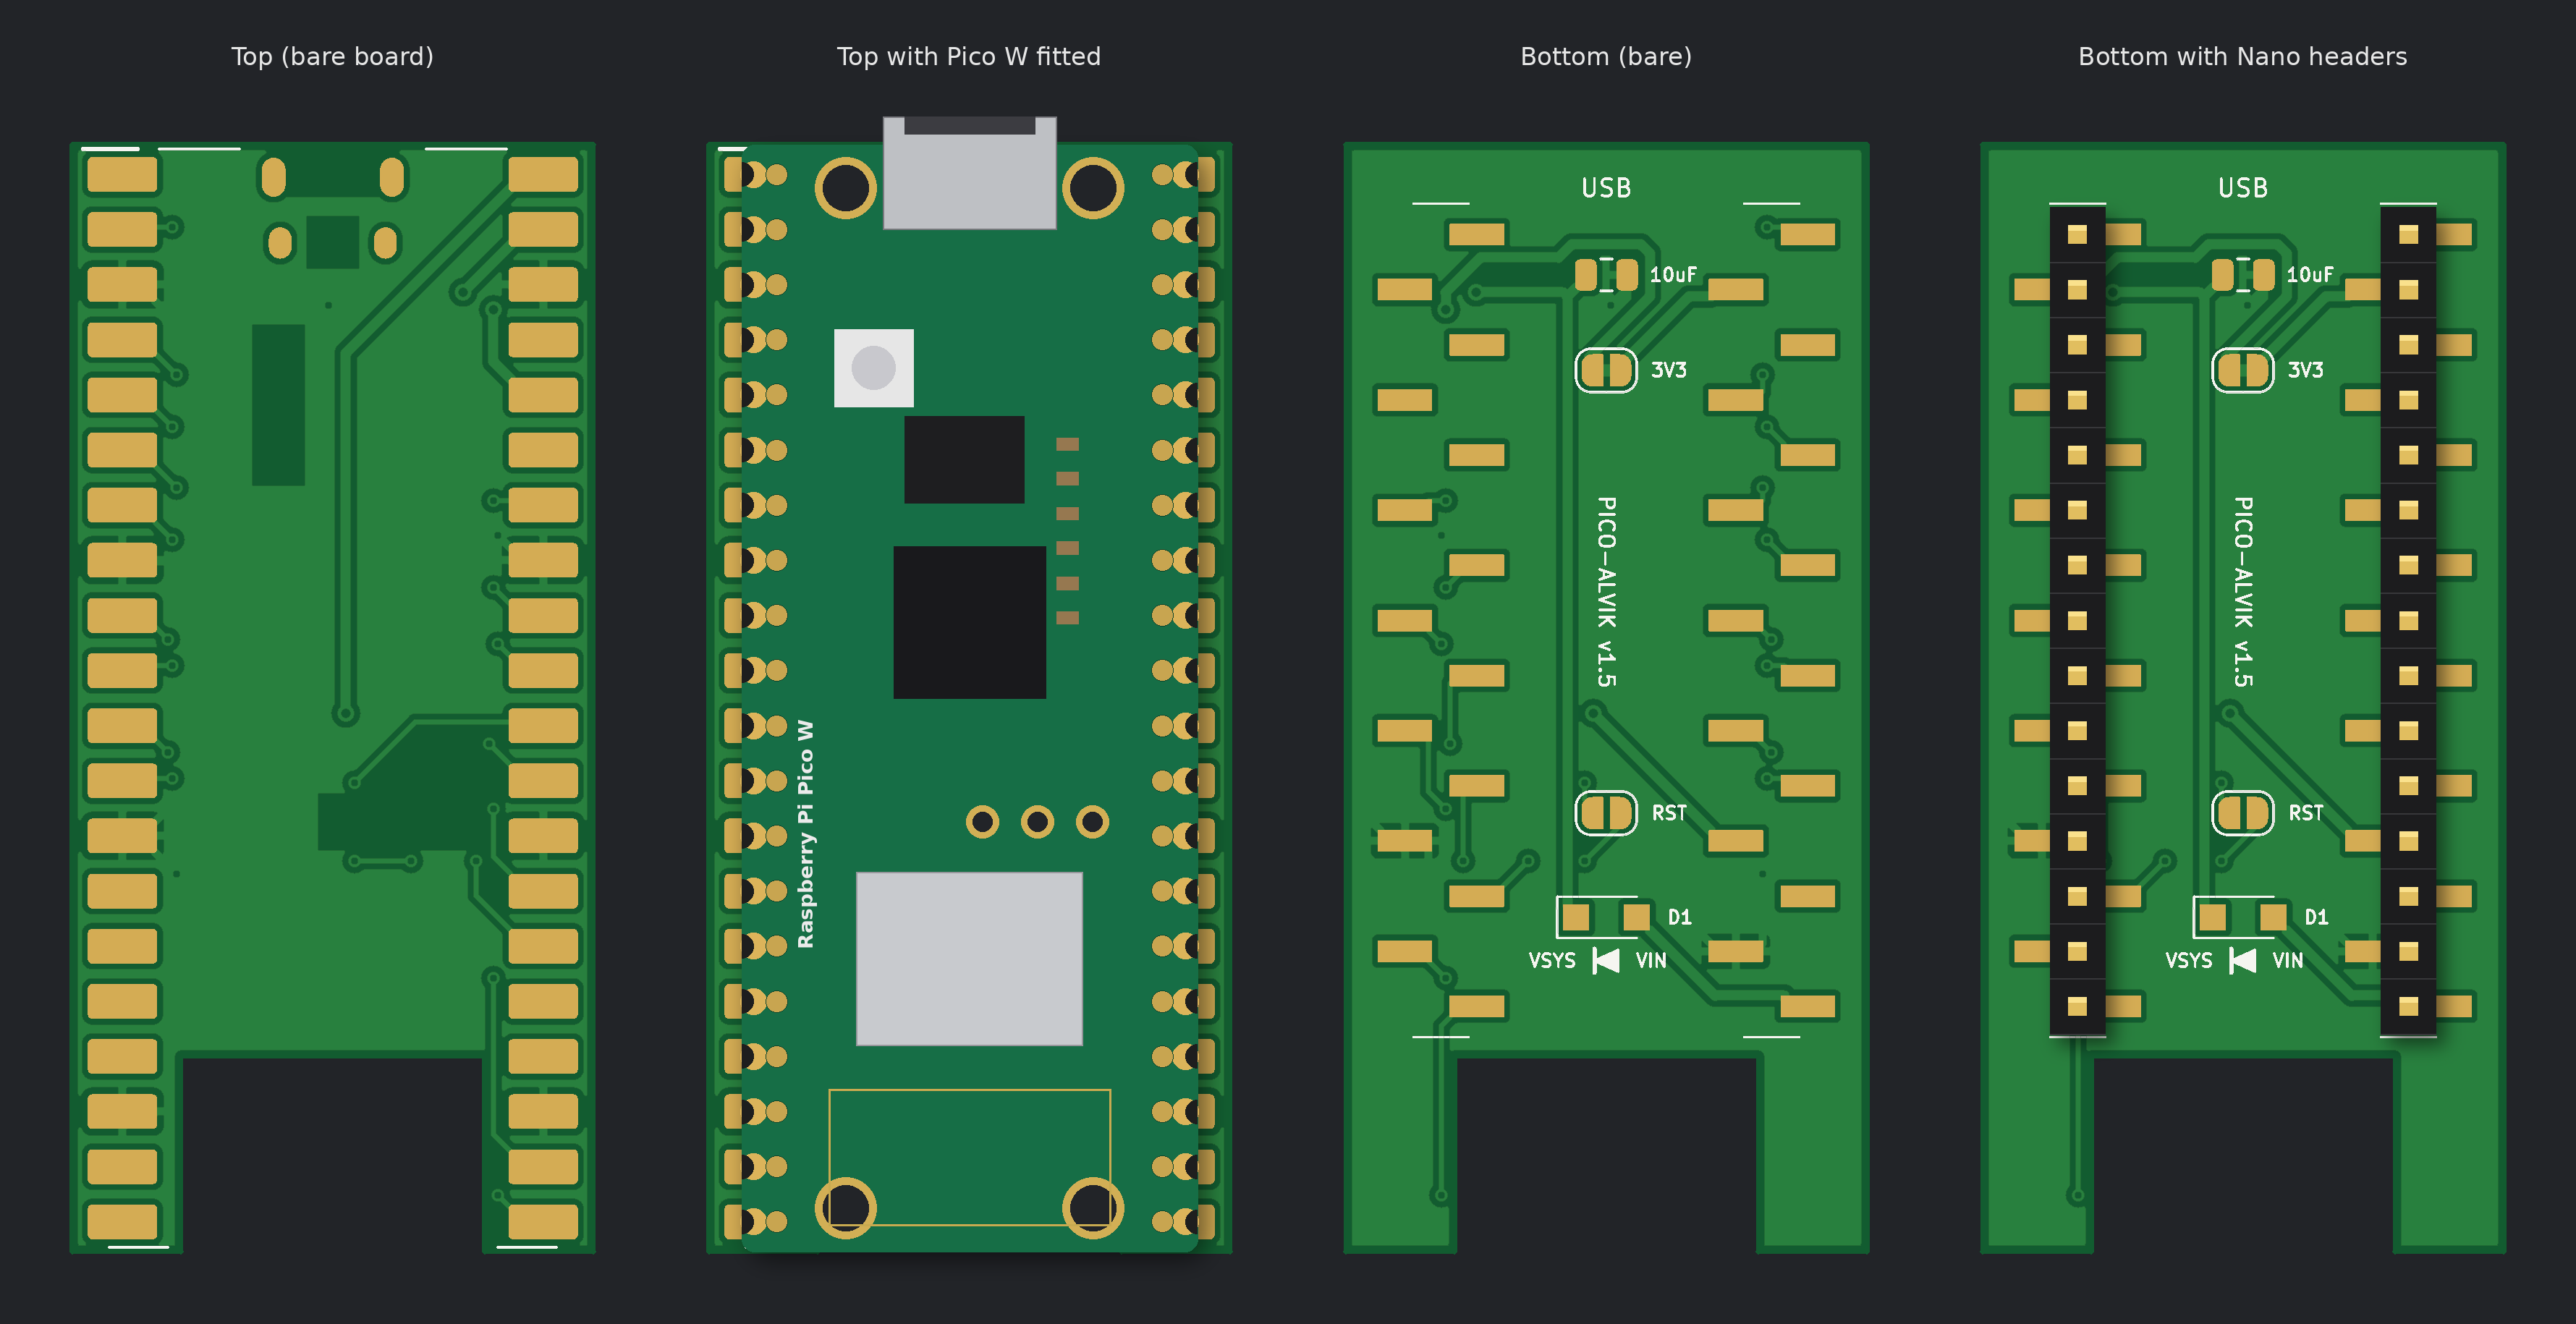 Top (bare board)
Top with Pico W fitted
Bottom (bare)
Bottom with Nano headers
Raspberry Pi Pico W
USB
10uF
3V3
PICO-ALVIK v1.5
RST
D1
VSYS
VIN
USB
10uF
3V3
PICO-ALVIK v1.5
RST
D1
VSYS
VIN